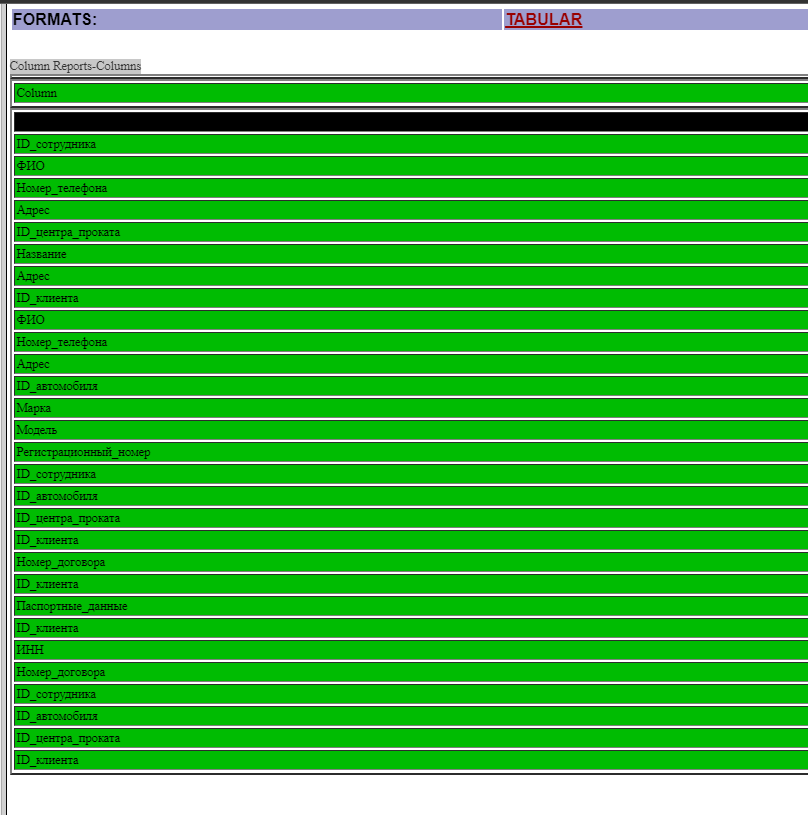 FORMATS: TABULAR
Column Reports-Columns
Column
ID_сотрудника
ФИО
Номер_телефона
Адрес
ID_центра_проката
Название
Адрес
ID_клиента
ФИО
Номер_телефона
Адрес
ID_автомобиля
Марка
Модель
Регистрационный_номер
ID_сотрудника
ID_автомобиля
ID_центра_проката
ID_клиента
Номер_договора
ID_клиента
Паспортные_данные
ID_клиента
ИНН
Номер_договора
ID_сотрудника
ID_автомобиля
ID_центра_проката
ID_клиента